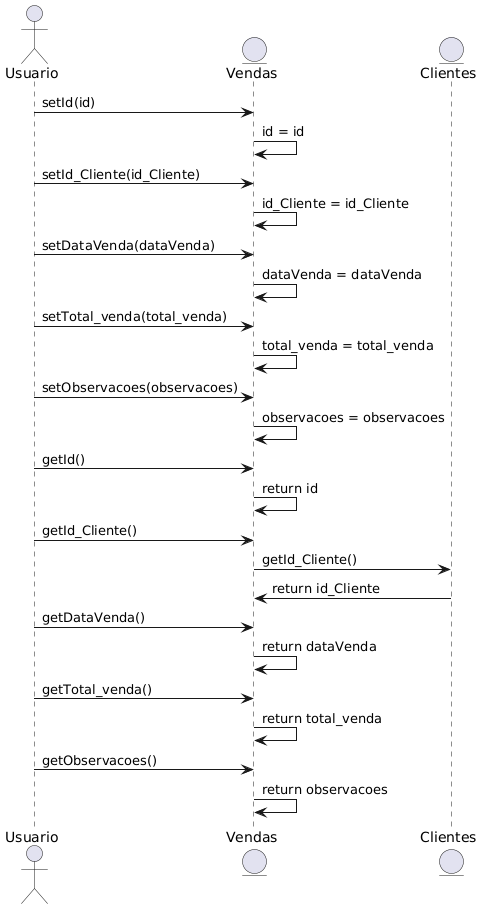 Usuario
Vendas
Clientes
setId(id)
id = id
setId_Cliente(id_Cliente)
id_Cliente = id_Cliente
setDataVenda(dataVenda)
dataVenda = dataVenda
setTotal_venda(total_venda)
total_venda = total_venda
setObservacoes(observacoes)
observacoes = observacoes
getId()
return id
getId_Cliente()
getId_Cliente()
return id_Cliente
getDataVenda()
return dataVenda
getTotal_venda()
return total_venda
getObservacoes()
return observacoes
Usuario
Vendas
Clientes